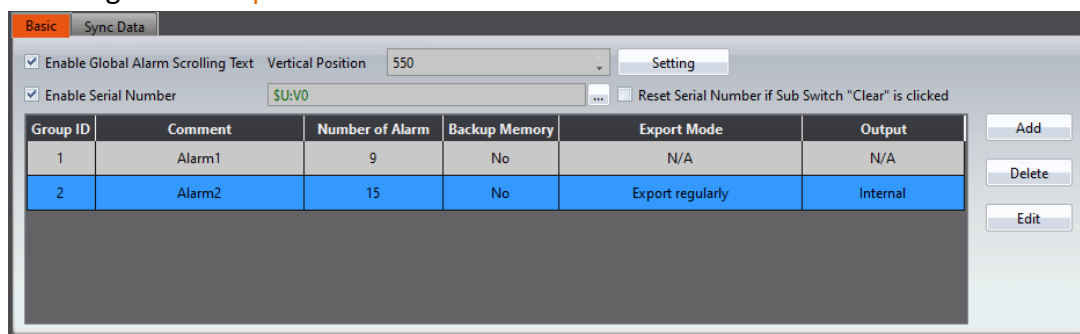 Basic Sync Data
Enable Global Alarm Scrolling Text Vertical Position 550 Setting
Enable Serial Number $U:V0 ... Reset Serial Number if Sub Switch "Clear" is clicked
Group ID Comment Number of Alarm Backup Memory Export Mode Output Add
1 Alarm1 9 No N/A N/A
Delete
2 Alarm2 15 No Export regularly Internal
Edit